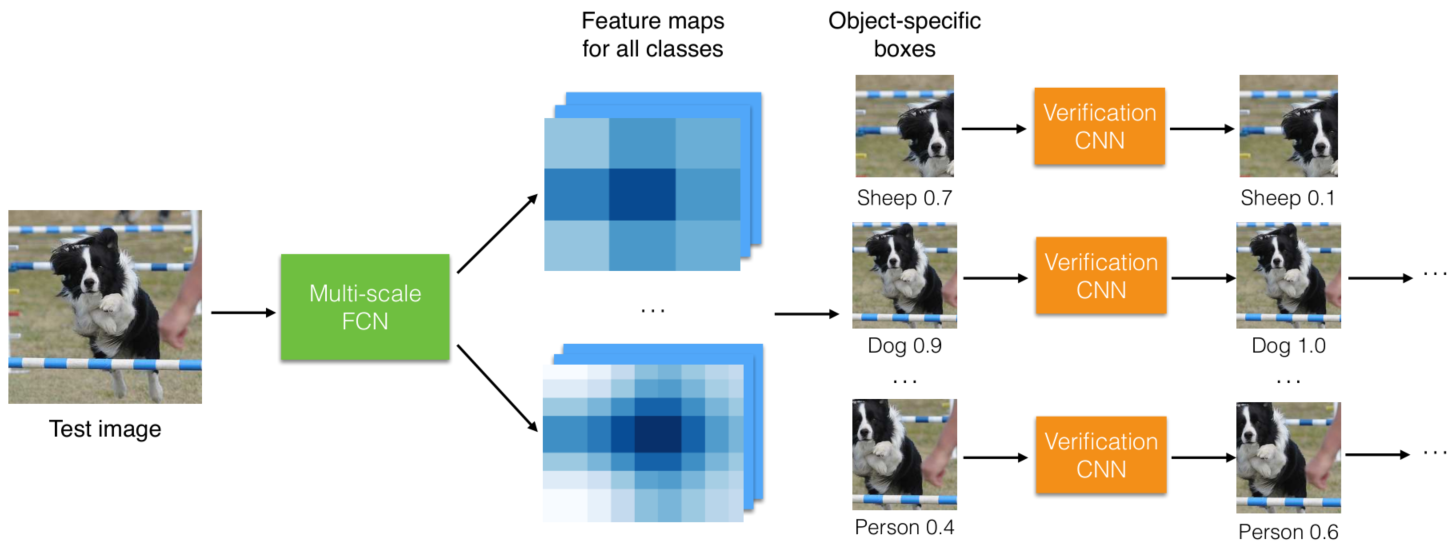 Feature maps
for all classes
Object-specific
boxes
Verification
CNN
Sheep 0.7
Sheep 0.1
Multi-scale
FCN
Test image
...
Verification
CNN
...
Dog 0.9
Dog 1.0
...
...
Verification
CNN
...
Person 0.4
Person 0.6